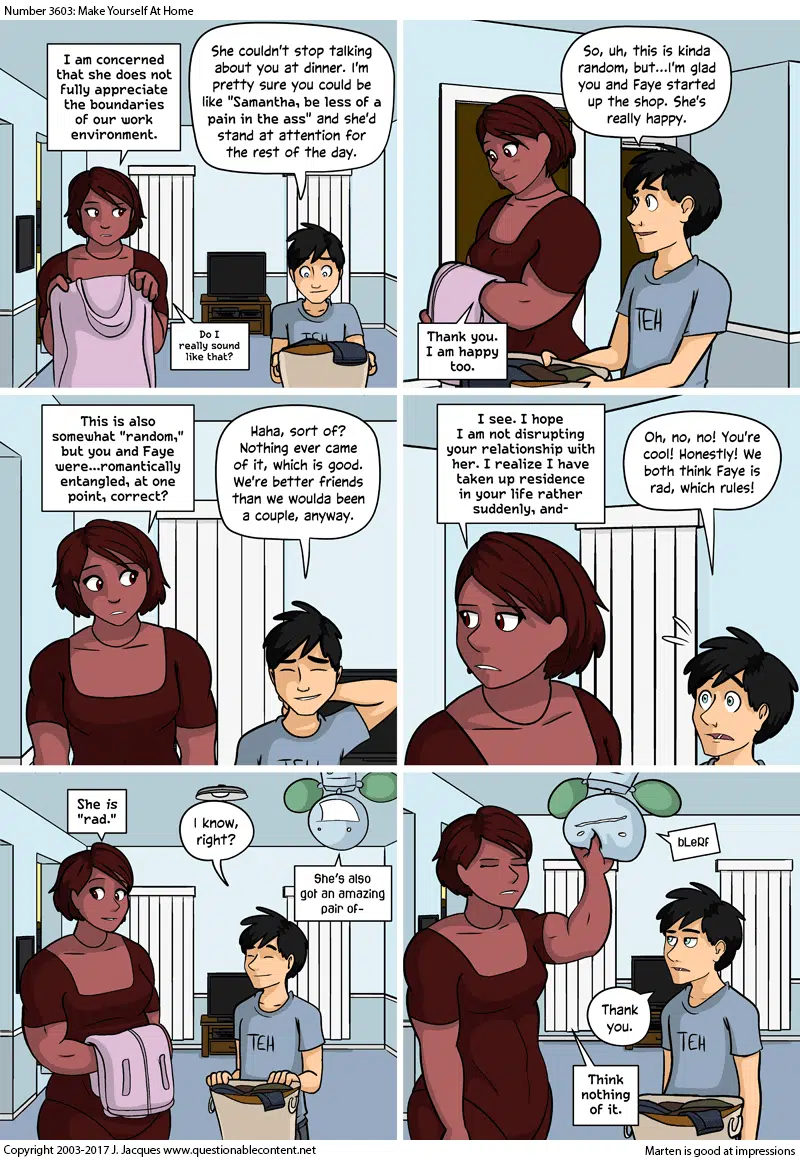 Number 3603: Make Yourself At Home
I am concerned
that she does not
fully appreciate
the boundaries
of our work
environment.
She couldn't stop talking
about you at dinner. I'm
pretty sure you could be
like "Samantha, be less of a
pain in the ass" and she'd
stand at attention for
the rest of the day.
Do I
really sound
like that?
TEH
So, uh, this is kinda
random, but...I'm glad
you and Faye started
up the shop. She's
really happy.
Thank you.
I am happy
too.
TEH
This is also
somewhat "random,"
but you and Faye
were...romantically
entangled, at one
point, correct?
Haha, sort of?
Nothing ever came
of it, which is good.
We're better friends
than we woulda been
a couple, anyway.
TEH
I see. I hope
I am not disrupting
your relationship with
her. I realize I have
taken up residence
in your life rather
suddenly, and-
Oh, no, no! You're
cool! Honestly! We
both think Faye is
rad, which rules!
She is
"rad."
I know,
right?
She's also
got an amazing
pair of-
TEH
bLeRf
Thank
you.
TEH
Think
nothing
of it.
Copyright 2003-2017 J. Jacques www.questionablecontent.net
Marten is good at impressions